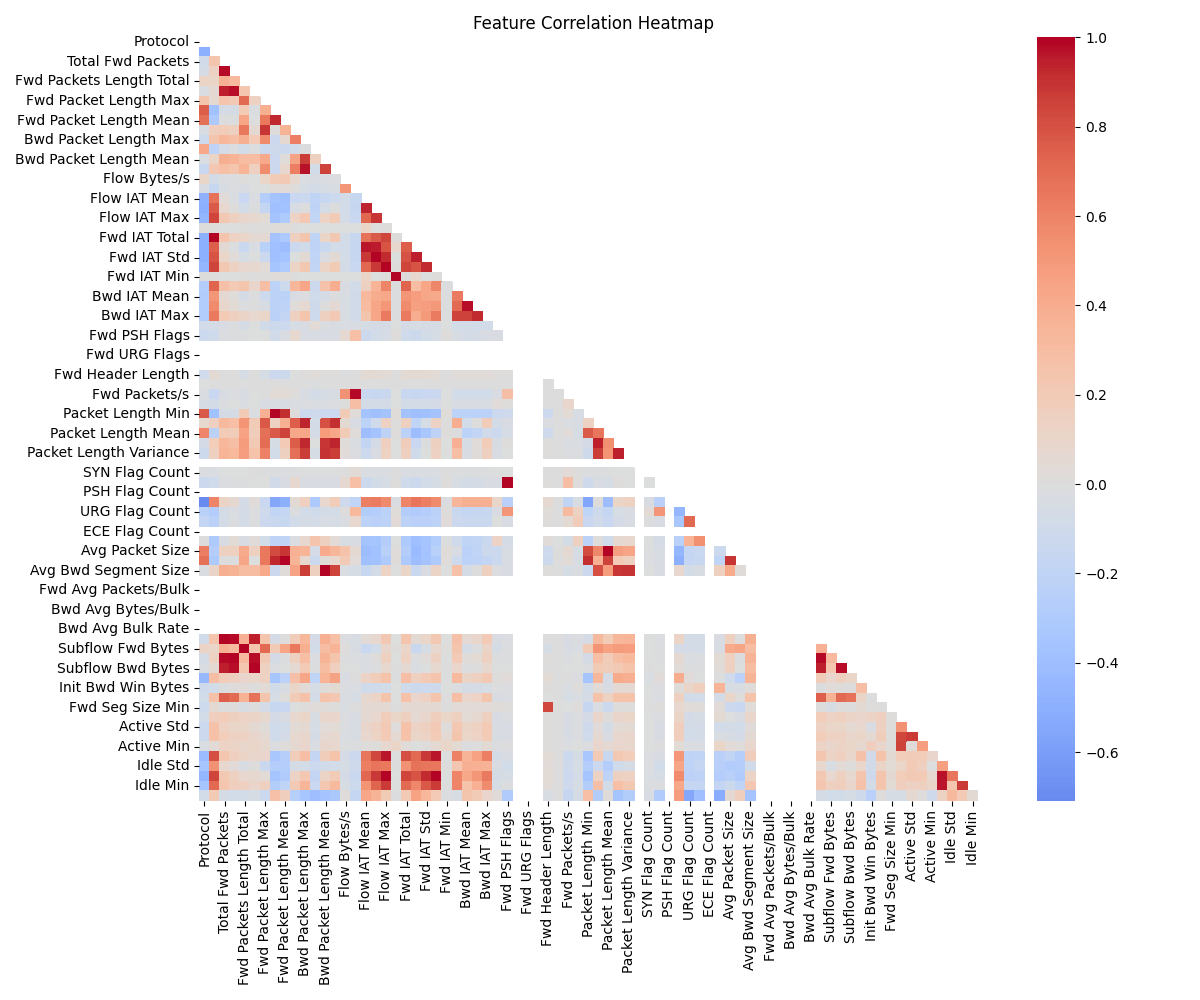 Feature Correlation Heatmap
Protocol
Total Fwd Packets
Fwd Packets Length Total
Fwd Packet Length Max
Fwd Packet Length Mean
Bwd Packet Length Max
Bwd Packet Length Mean
Flow Bytes/s
Flow IAT Mean
Flow IAT Max
Fwd IAT Total
Fwd IAT Std
Fwd IAT Min
Bwd IAT Mean
Bwd IAT Max
Fwd PSH Flags
Fwd URG Flags
Fwd Header Length
Fwd Packets/s
Packet Length Min
Packet Length Mean
Packet Length Variance
SYN Flag Count
PSH Flag Count
URG Flag Count
ECE Flag Count
Avg Packet Size
Avg Bwd Segment Size
Fwd Avg Packets/Bulk
Bwd Avg Bytes/Bulk
Bwd Avg Bulk Rate
Subflow Fwd Bytes
Subflow Bwd Bytes
Init Bwd Win Bytes
Fwd Seg Size Min
Active Std
Active Min
Idle Std
Idle Min
Protocol
Total Fwd Packets
Fwd Packets Length Total
Fwd Packet Length Max
Fwd Packet Length Mean
Bwd Packet Length Max
Bwd Packet Length Mean
Flow Bytes/s
Flow IAT Mean
Flow IAT Max
Fwd IAT Total
Fwd IAT Std
Fwd IAT Min
Bwd IAT Mean
Bwd IAT Max
Fwd PSH Flags
Fwd URG Flags
Fwd Header Length
Fwd Packets/s
Packet Length Min
Packet Length Mean
Packet Length Variance
SYN Flag Count
PSH Flag Count
URG Flag Count
ECE Flag Count
Avg Packet Size
Avg Bwd Segment Size
Fwd Avg Packets/Bulk
Bwd Avg Bytes/Bulk
Bwd Avg Bulk Rate
Subflow Fwd Bytes
Subflow Bwd Bytes
Init Bwd Win Bytes
Fwd Seg Size Min
Active Std
Active Min
Idle Std
Idle Min
1.0
0.8
0.6
0.4
0.2
0.0
−0.2
−0.4
−0.6